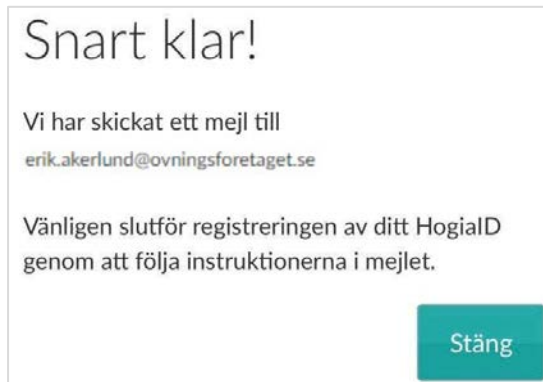 Snart klar!
Vi har skickat ett mejl till
erik.akerlund@ovningsforetaget.se
Vänligen slutför registreringen av ditt HogiaID
genom att följa instruktionerna i mejlet.
Stäng